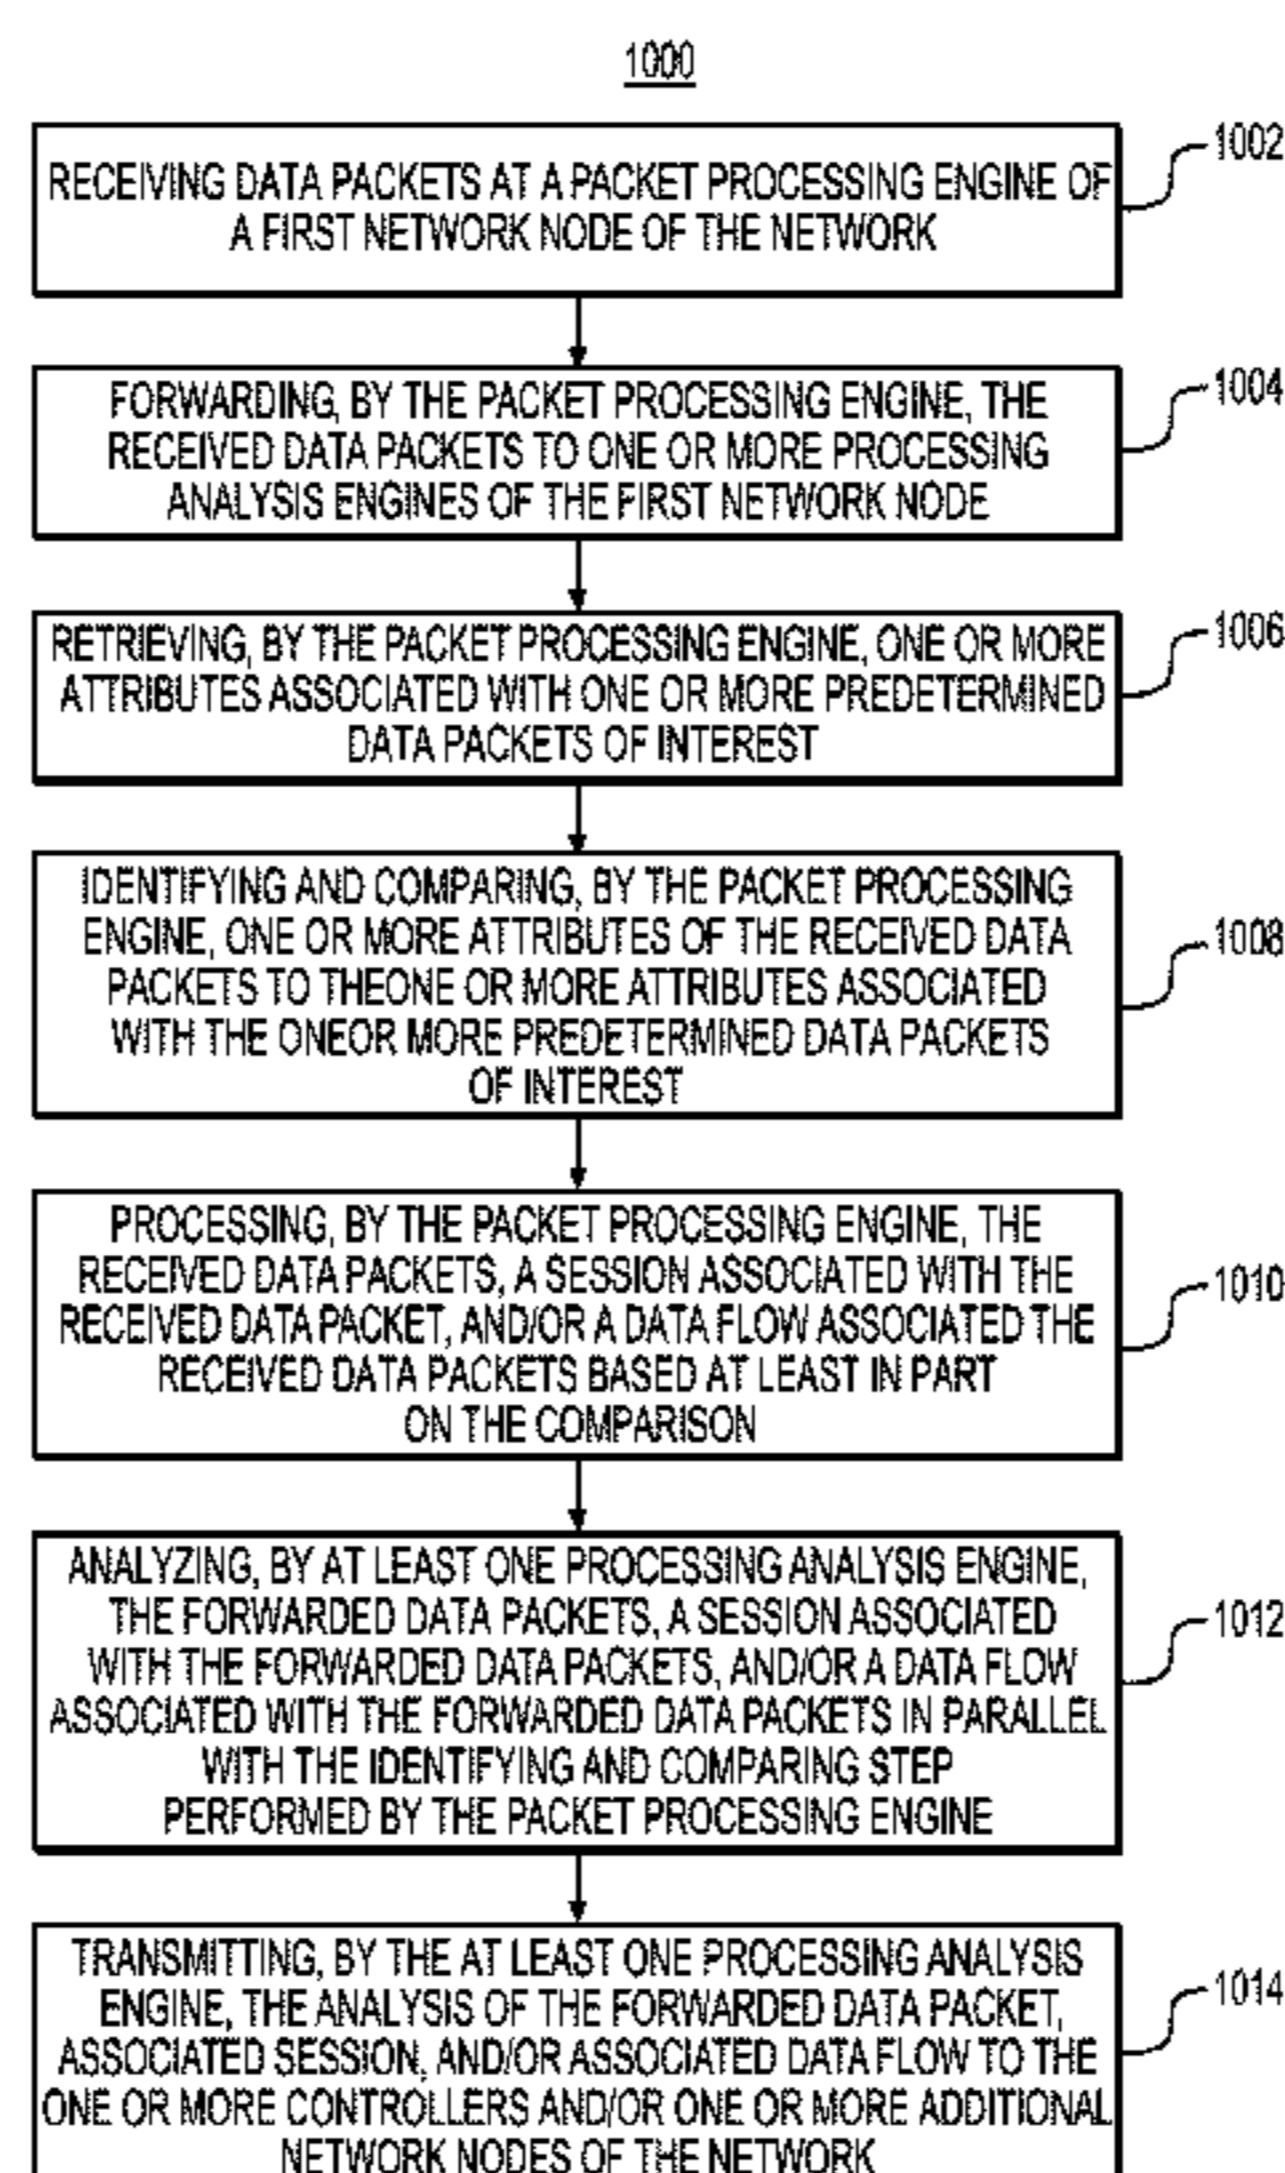 1000
RECEIVING DATA PACKETS AT A PACKET PROCESSING ENGINE OF
A FIRST NETWORK NODE OF THE NETWORK
1002
FORWARDING, BY THE PACKET PROCESSING ENGINE, THE
RECEIVED DATA PACKETS TO ONE OR MORE PROCESSING
ANALYSIS ENGINES OF THE FIRST NETWORK NODE
1004
RETRIEVING, BY THE PACKET PROCESSING ENGINE, ONE OR MORE
ATTRIBUTES ASSOCIATED WITH ONE OR MORE PREDETERMINED
DATA PACKETS OF INTEREST
1006
IDENTIFYING AND COMPARING, BY THE PACKET PROCESSING
ENGINE, ONE OR MORE ATTRIBUTES OF THE RECEIVED DATA
PACKETS TO THEONE OR MORE ATTRIBUTES ASSOCIATED
WITH THE ONEOR MORE PREDETERMINED DATA PACKETS
OF INTEREST
1008
PROCESSING, BY THE PACKET PROCESSING ENGINE, THE
RECEIVED DATA PACKETS, A SESSION ASSOCIATED WITH THE
RECEIVED DATA PACKET, AND/OR A DATA FLOW ASSOCIATED THE
RECEIVED DATA PACKETS BASED AT LEAST IN PART
ON THE COMPARISON
1010
ANALYZING, BY AT LEAST ONE PROCESSING ANALYSIS ENGINE,
THE FORWARDED DATA PACKETS, A SESSION ASSOCIATED
WITH THE FORWARDED DATA PACKETS, AND/OR A DATA FLOW
ASSOCIATED WITH THE FORWARDED DATA PACKETS IN PARALLEL
WITH THE IDENTIFYING AND COMPARING STEP
PERFORMED BY THE PACKET PROCESSING ENGINE
1012
TRANSMITTING, BY THE AT LEAST ONE PROCESSING ANALYSIS
ENGINE, THE ANALYSIS OF THE FORWARDED DATA PACKET,
ASSOCIATED SESSION, AND/OR ASSOCIATED DATA FLOW TO THE
ONE OR MORE CONTROLLERS AND/OR ONE OR MORE ADDITIONAL
NETWORK NODES OF THE NETWORK
1014